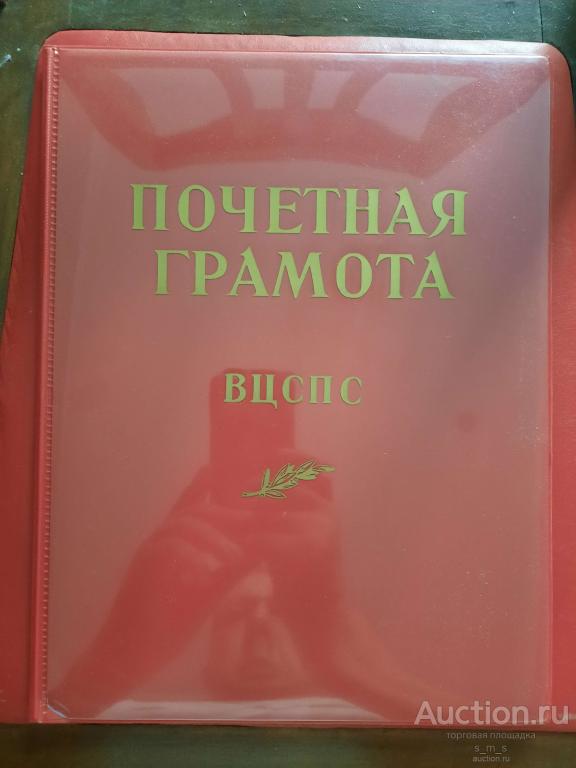 ПОЧЕТНАЯ
ГРАМОТА
ВЦСПС
Auction.ru
торговая площадка
s_m_s
auction.ru